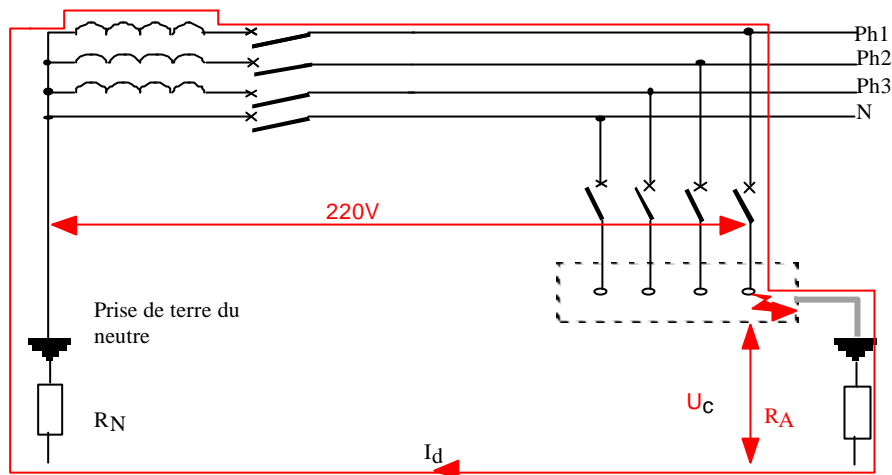 Ph1
Ph2
Ph3
N
220V
Prise de terre du
neutre
RN
UC
RA
Id